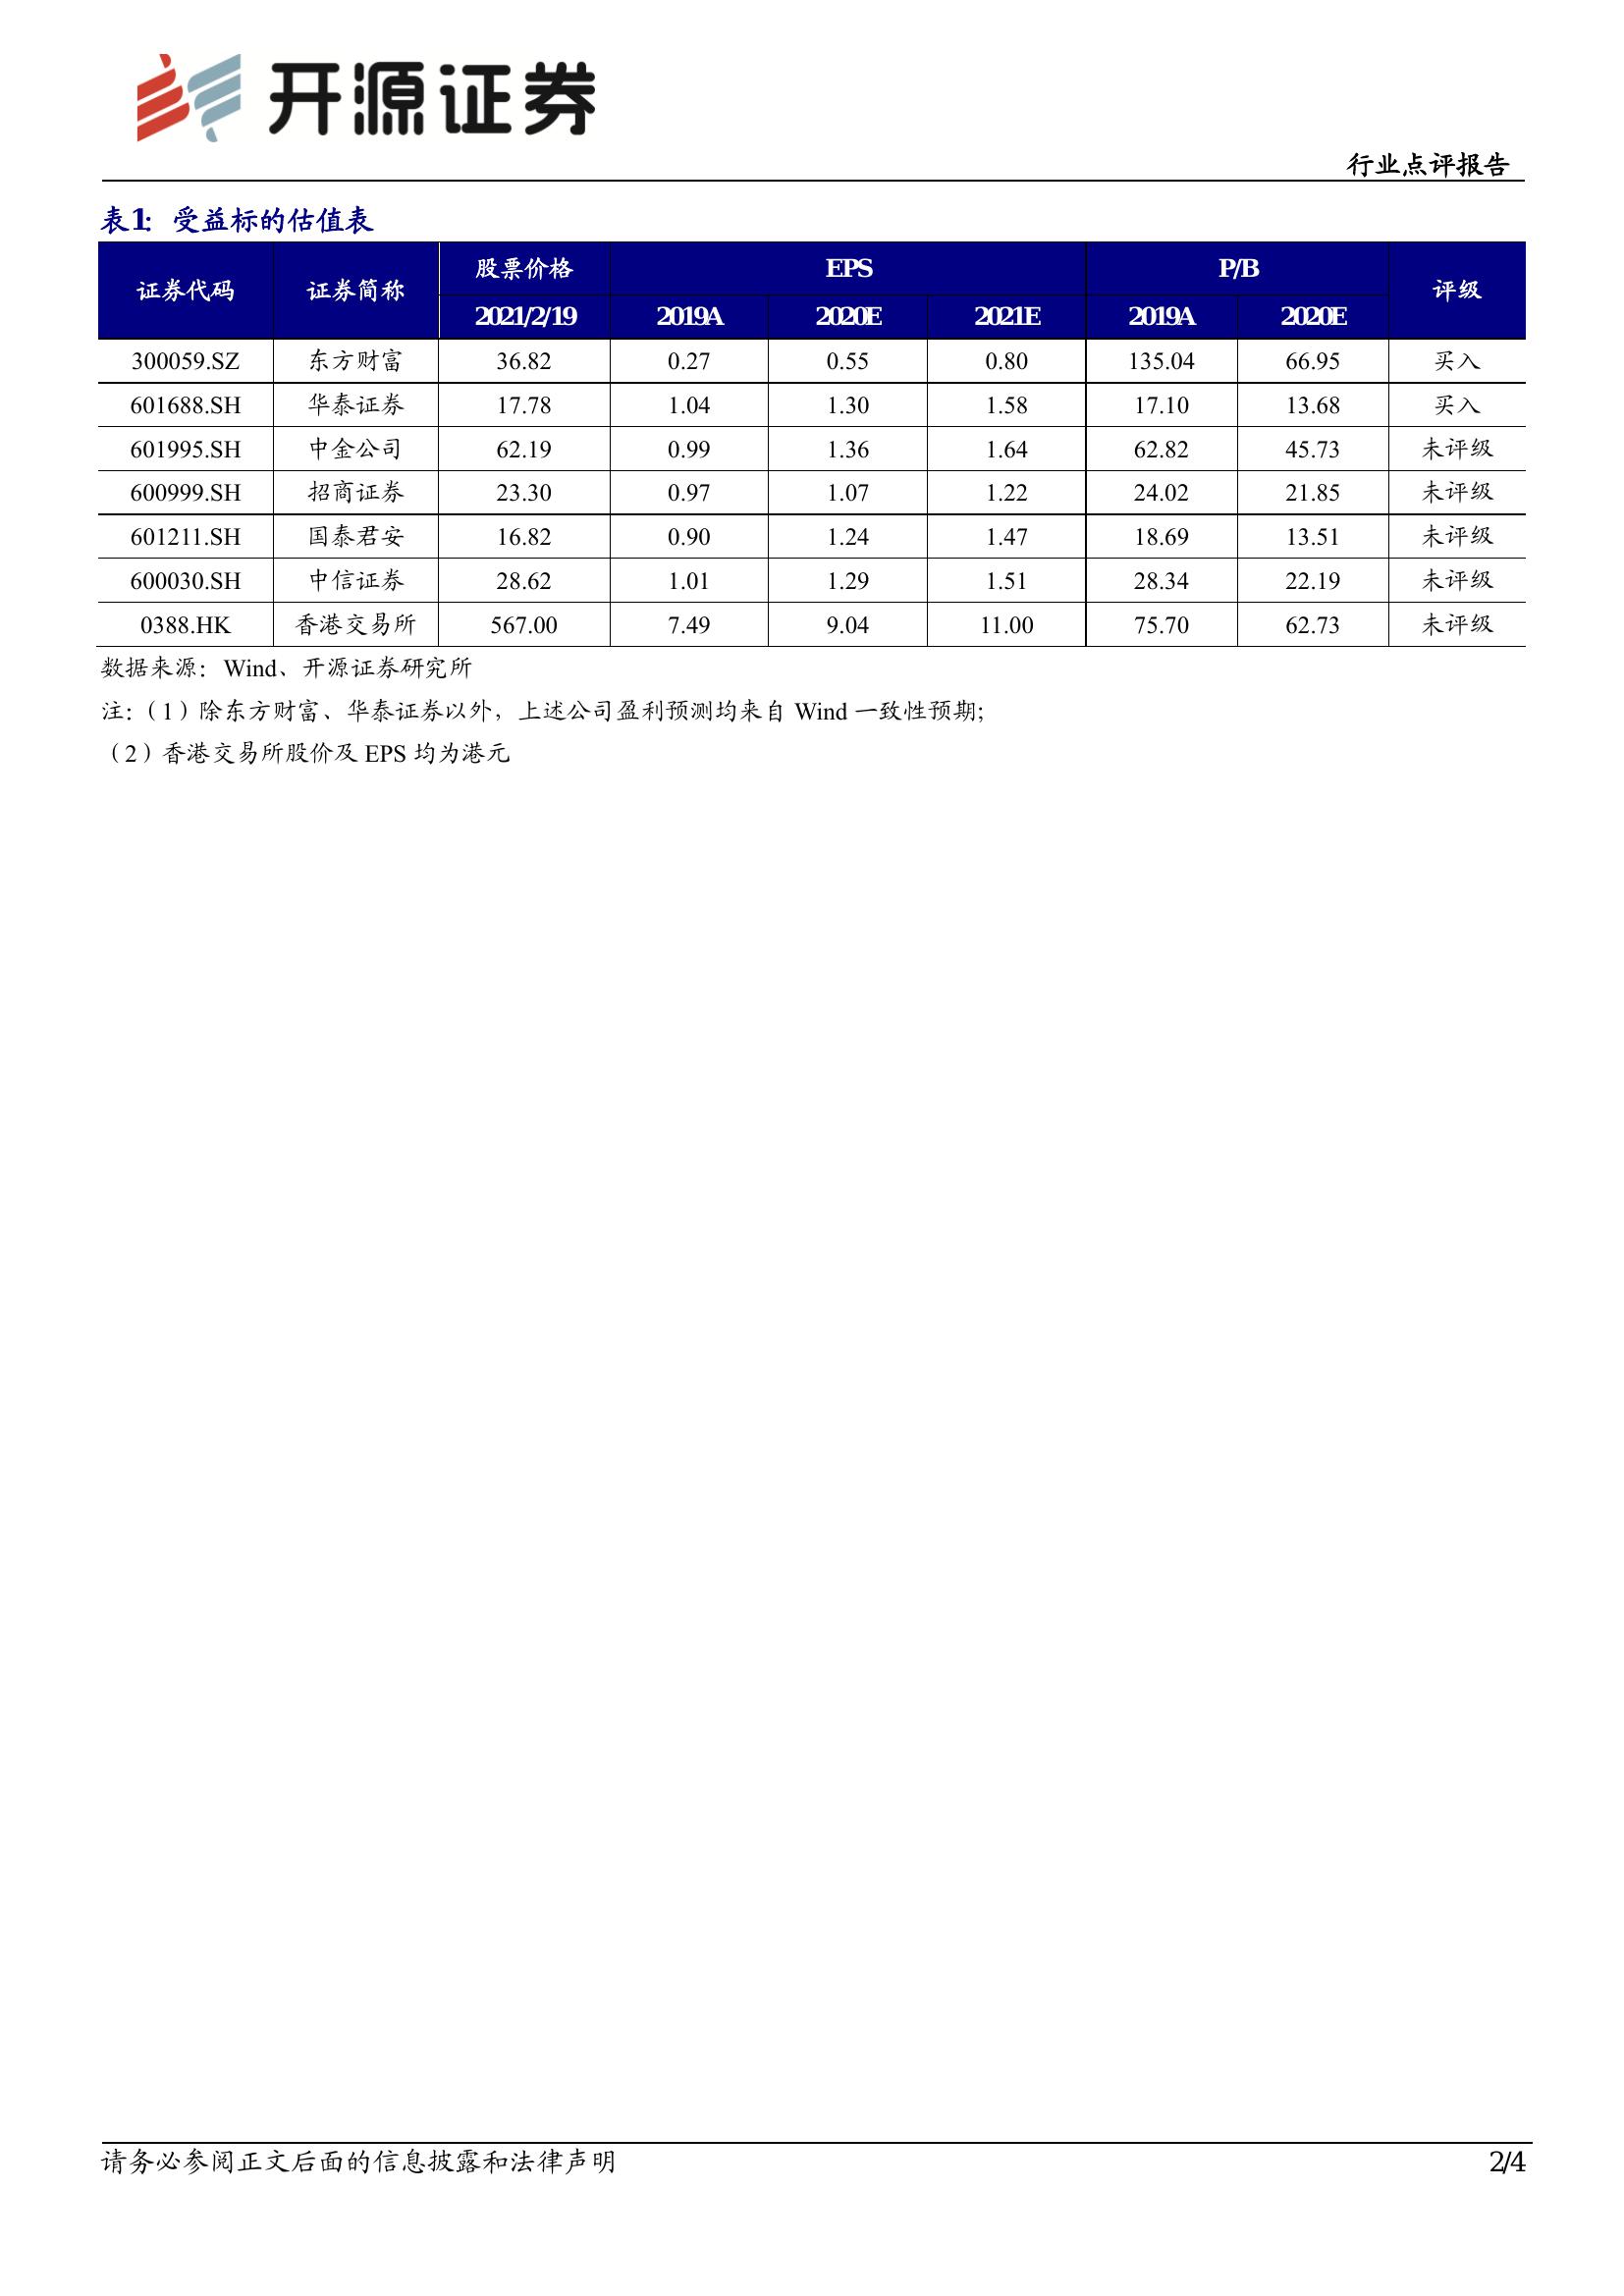 开源证券
行业点评报告
表1： 受益标的估值表
证券代码 证券简称 股票价格 EPS P/B 评级
2021/2/19 2019A 2020E 2021E 2019A 2020E
300059.SZ 东方财富 36.82 0.27 0.55 0.80 135.04 66.95 买入
601688.SH 华泰证券 17.78 1.04 1.30 1.58 17.10 13.68 买入
601995.SH 中金公司 62.19 0.99 1.36 1.64 62.82 45.73 未评级
600999.SH 招商证券 23.30 0.97 1.07 1.22 24.02 21.85 未评级
601211.SH 国泰君安 16.82 0.90 1.24 1.47 18.69 13.51 未评级
600030.SH 中信证券 28.62 1.01 1.29 1.51 28.34 22.19 未评级
0388.HK 香港交易所 567.00 7.49 9.04 11.00 75.70 62.73 未评级
数据来源：Wind、开源证券研究所
注：（1）除东方财富、华泰证券以外，上述公司盈利预测均来自 Wind 一致性预期；
（2）香港交易所股价及 EPS 均为港元
请务必参阅正文后面的信息披露和法律声明 2/4